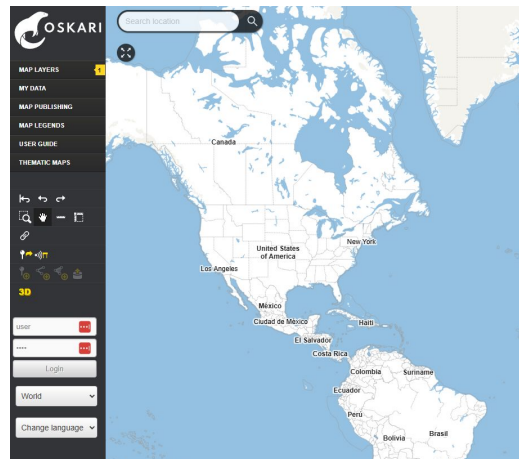 OSKARI
Search location
MAP LAYERS
1
MY DATA
MAP PUBLISHING
MAP LEGENDS
USER GUIDE
THEMATIC MAPS
3D
user
----
Login
World
Change language
Canada
United States
of America
New York
Los Angeles
México
Ciudad de México
Haiti
El Salvador
Costa Rica
Colombia
Suriname
Ecuador
Perú
Brasil
Bolivia